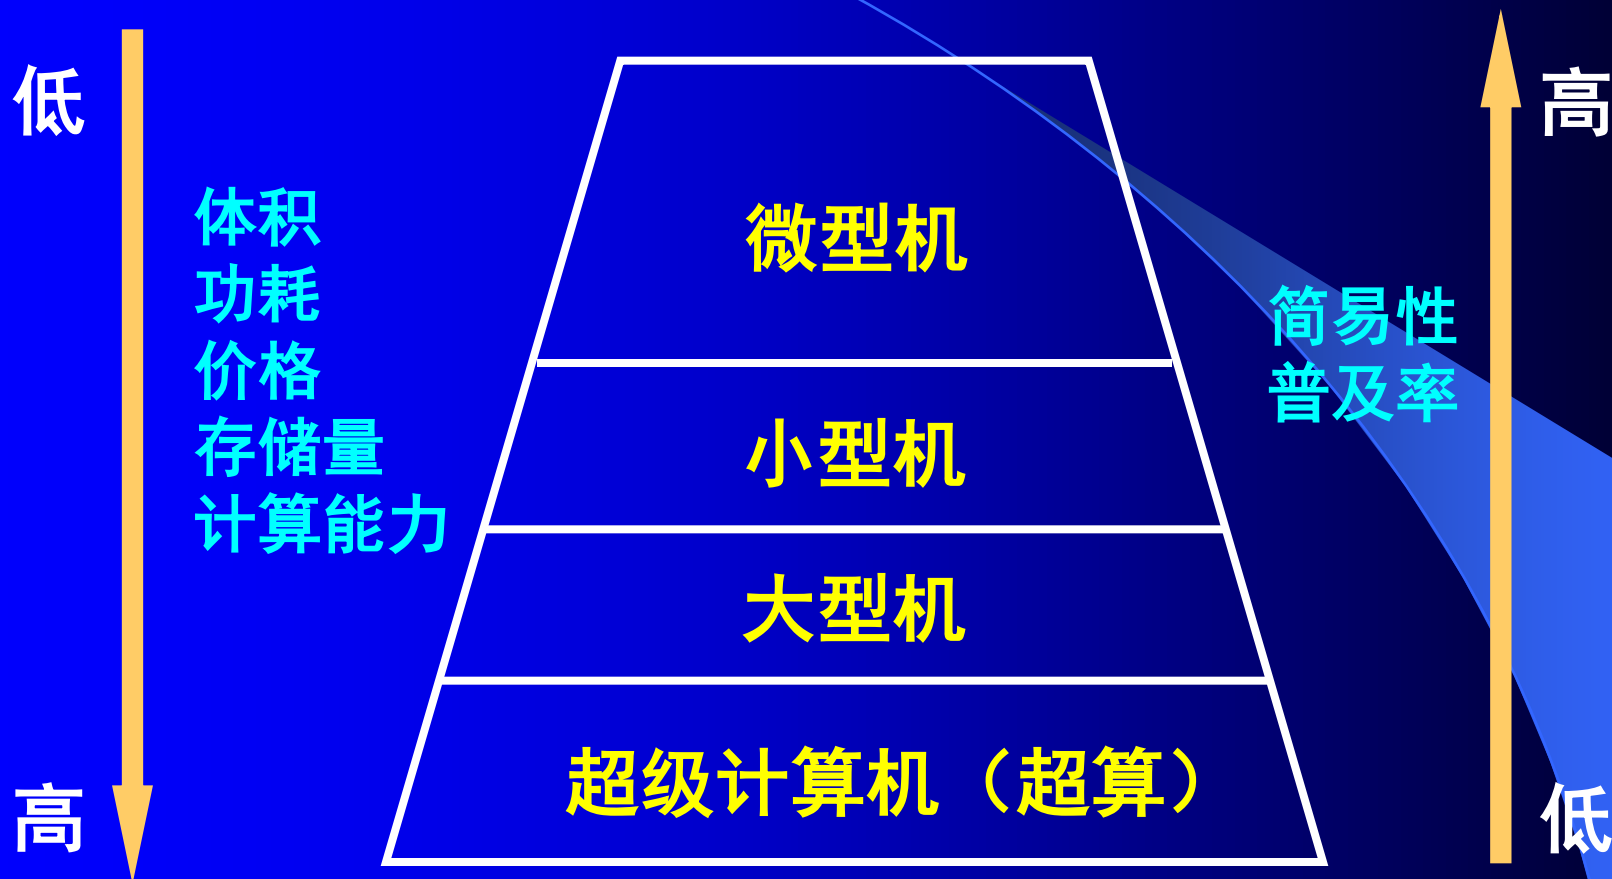 低
高
体积
功耗
价格
存储量
计算能力
微型机
小型机
大型机
超级计算机（超算）
简易性
普及率
高
低